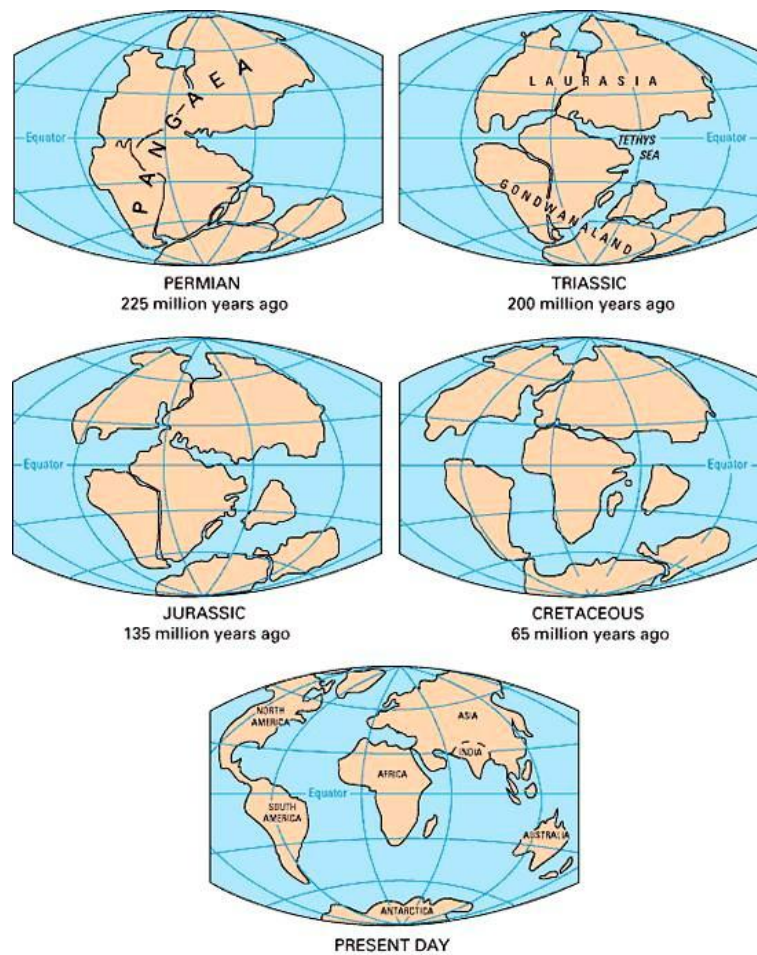 PANGAEA
Equator
PERMIAN
225 million years ago
LAURASIA
TETHYS
SEA
Equator
GONDWANALAND
TRIASSIC
200 million years ago
Equator
JURASSIC
135 million years ago
Equator
CRETACEOUS
65 million years ago
NORTH
AMERICA
ASIA
INDIA
AFRICA
Equator
SOUTH
AMERICA
AUSTRALIA
ANTARCTICA
PRESENT DAY